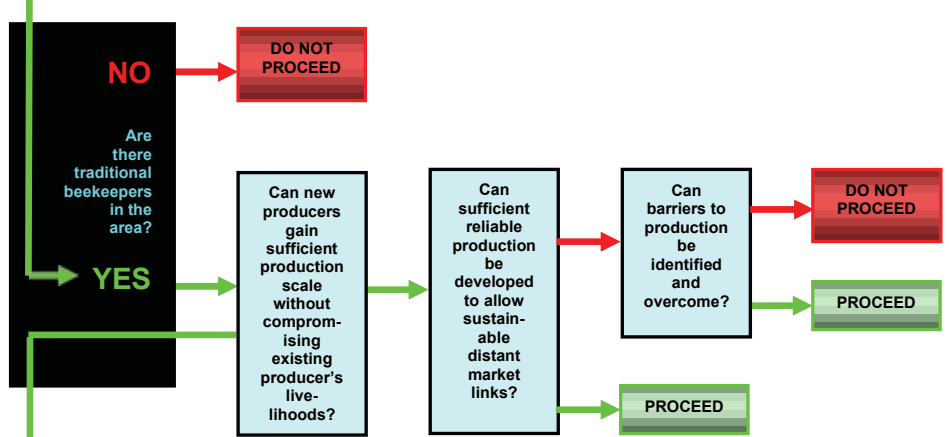 NO
Are
there
traditional
beekeepers
in the
area?
YES
DO NOT
PROCEED
Can new
producers
gain
sufficient
production
scale
without
comprom-
ising
existing
producer's
live-
lihoods?
Can
sufficient
reliable
production
be
developed
to allow
sustain-
able
distant
market
links?
Can
barriers to
production
be
identified
and
overcome?
DO NOT
PROCEED
PROCEED
PROCEED